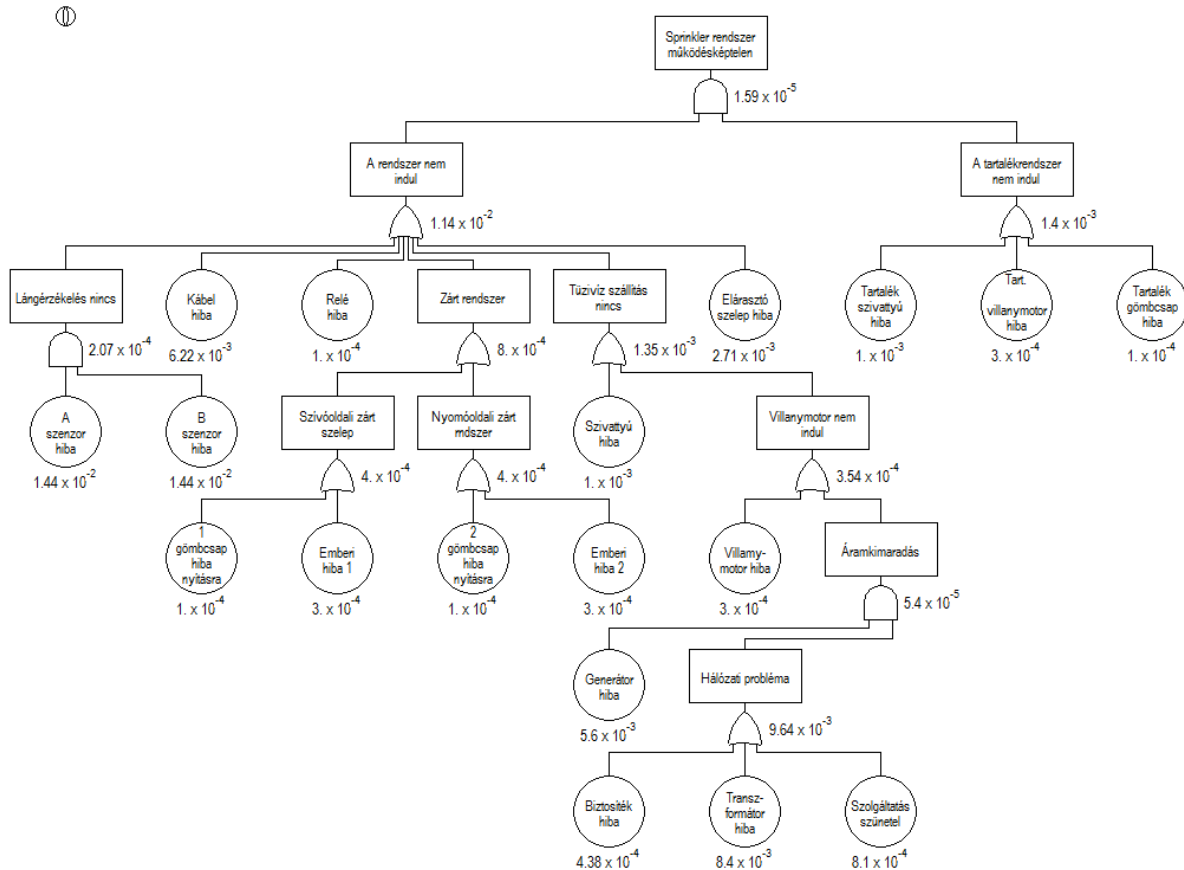 Sprinkler rendszer
működésképtelen
1.59 x 10⁻⁵
A rendszer nem
indul
1.14 x 10⁻²
A tartalékrendszer
nem indul
1.4 x 10⁻³
Lángérzékelés nincs
2.07 x 10⁻⁴
Kábel
hiba
6.22 x 10⁻³
Relé
hiba
1. x 10⁻⁴
Zárt rendszer
8. x 10⁻⁴
Tüzivíz szállítás
nincs
1.35 x 10⁻³
Elárasztó
szelep hiba
2.71 x 10⁻³
Tartalék
szivattyú
hiba
1. x 10⁻³
Tart.
villanymotor
hiba
3. x 10⁻⁴
Tartalék
gömbcsap
hiba
1. x 10⁻⁴
A
szenzor
hiba
1.44 x 10⁻²
B
szenzor
hiba
1.44 x 10⁻²
Szívóoldali zárt
szelep
4. x 10⁻⁴
Nyomóoldali zárt
rndszer
4. x 10⁻⁴
Szivattyú
hiba
1. x 10⁻³
Villanymotor nem
indul
3.54 x 10⁻⁴
1
gömbcsap
hiba
nyitásra
1. x 10⁻⁴
Emberi
hiba 1
3. x 10⁻⁴
2
gömbcsap
hiba
nyitásra
1. x 10⁻⁴
Emberi
hiba 2
3. x 10⁻⁴
Villamy-
motor hiba
3. x 10⁻⁴
Áramkimaradás
5.4 x 10⁻⁵
Generátor
hiba
5.6 x 10⁻³
Hálózati probléma
9.64 x 10⁻³
Biztosíték
hiba
4.38 x 10⁻⁴
Transz-
formátor
hiba
8.4 x 10⁻³
Szolgáltatás
szünetel
8.1 x 10⁻⁴